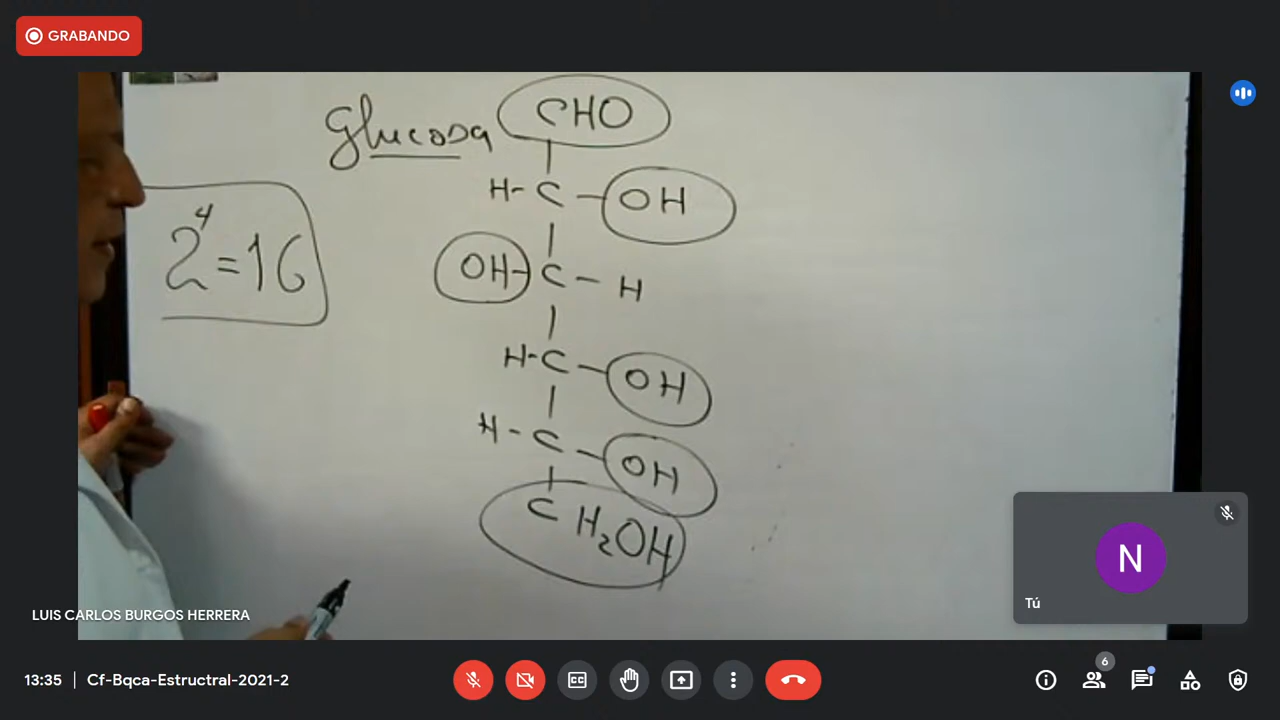 GRABANDO
Glucosa CHO
H-C-OH
2⁴=16
OH-C-H
H-C-OH
H-C-OH
CH₂OH
LUIS CARLOS BURGOS HERRERA
N
Tú
6
13:35 | Cf-Bqca-Estructral-2021-2
CC